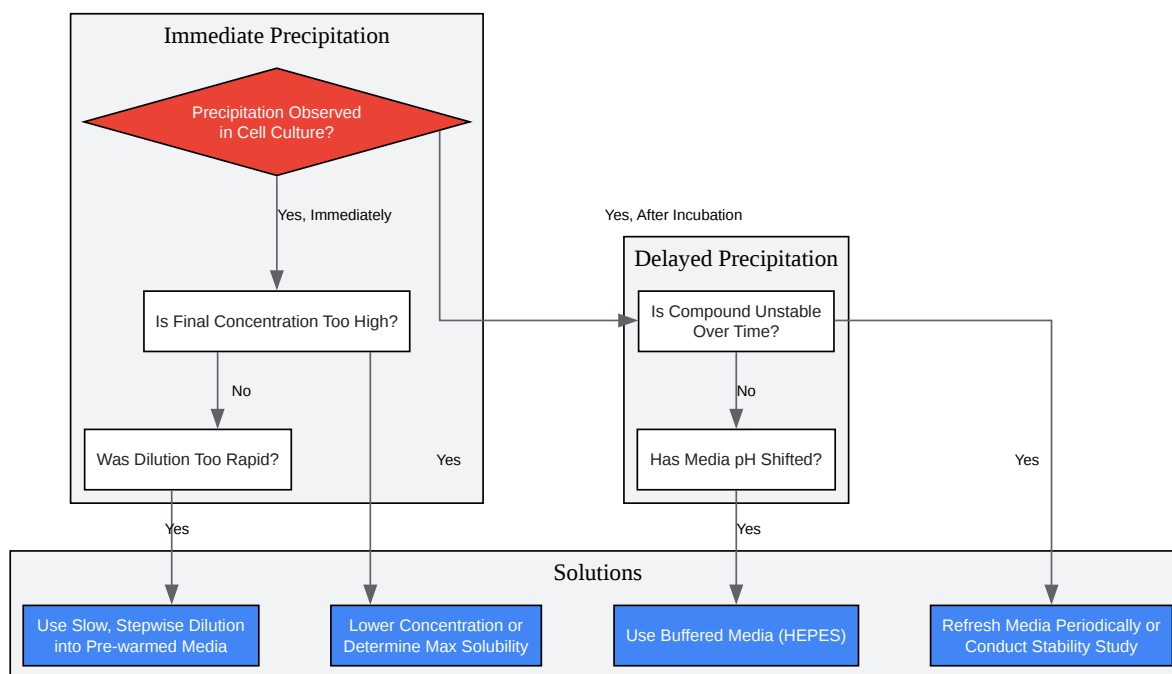 Immediate Precipitation
Precipitation Observed
in Cell Culture?
Yes, Immediately
Yes, After Incubation
Delayed Precipitation
Is Final Concentration Too High?
Is Compound Unstable
Over Time?
No
No
Was Dilution Too Rapid?
Yes
Has Media pH Shifted?
Yes
Yes
Yes
Solutions
Use Slow, Stepwise Dilution
into Pre-warmed Media
Lower Concentration or
Determine Max Solubility
Use Buffered Media (HEPES)
Refresh Media Periodically or
Conduct Stability Study